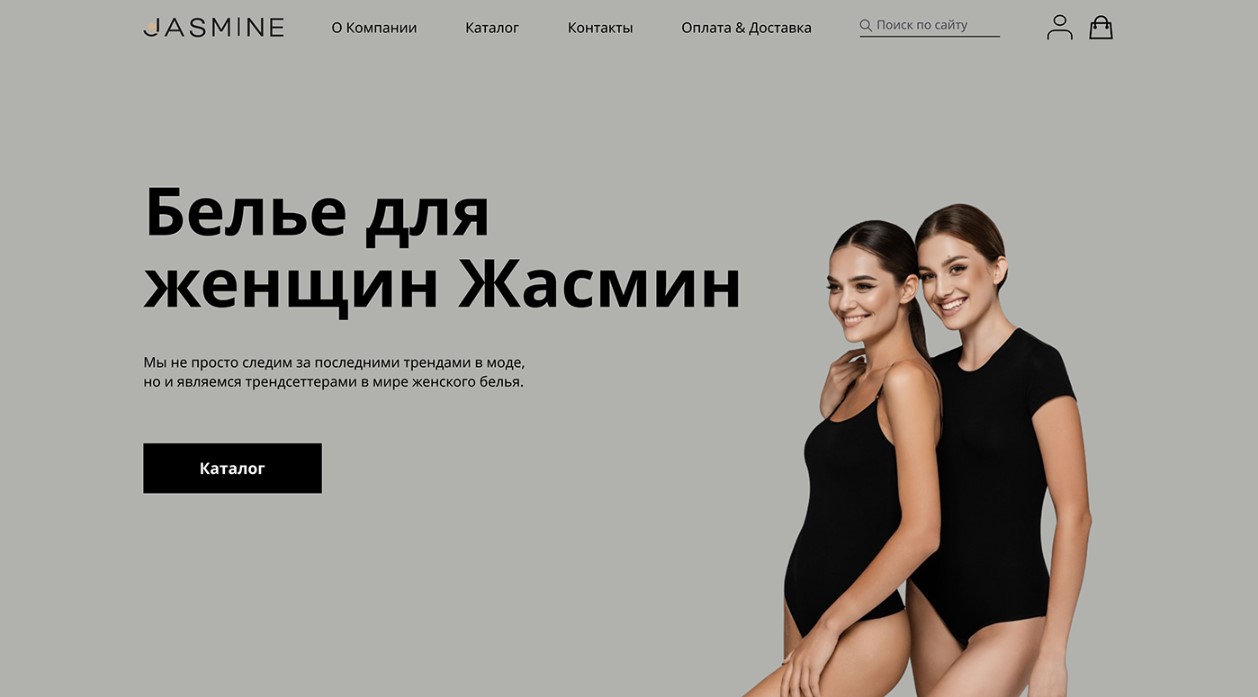 JASMINE
О Компании
Каталог
Контакты
Оплата & Доставка
Поиск по сайту
Белье для
женщин Жасмин
Мы не просто следим за последними трендами в моде,
но и являемся трендсеттерами в мире женского белья.
Каталог